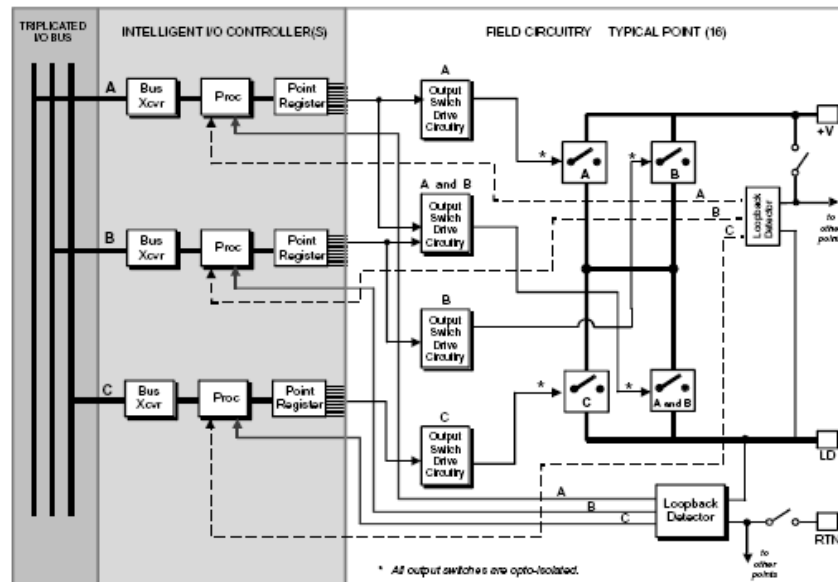 TRIPLICATED
I/O BUS
INTELLIGENT I/O CONTROLLER(S)
FIELD CIRCUITRY TYPICAL POINT (16)
A
Bus
Xcvr
Proc
Point
Register
A
Output
Switch
Drive
Circuitry
*
A
*
B
+V
A and B
Output
Switch
Drive
Circuitry
A
B
C
Loopback
Detector
to
other
points
B
Bus
Xcvr
Proc
Point
Register
B
Output
Switch
Drive
Circuitry
C
Bus
Xcvr
Proc
Point
Register
C
Output
Switch
Drive
Circuitry
*
C
*
A and B
LD
A
B
C
Loopback
Detector
RTN
to
other
points
* All output switches are opto-isolated.